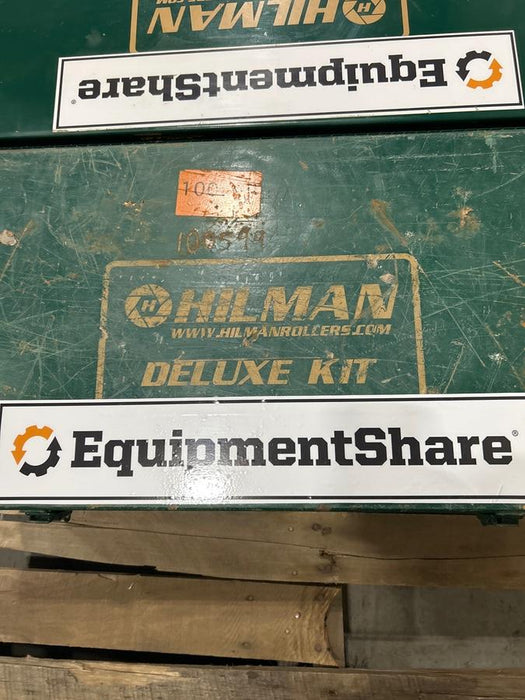 HILMAN
EquipmentShare®
HILMAN
WWW.HILMANROLLERS.COM
DELUXE KIT
EquipmentShare®